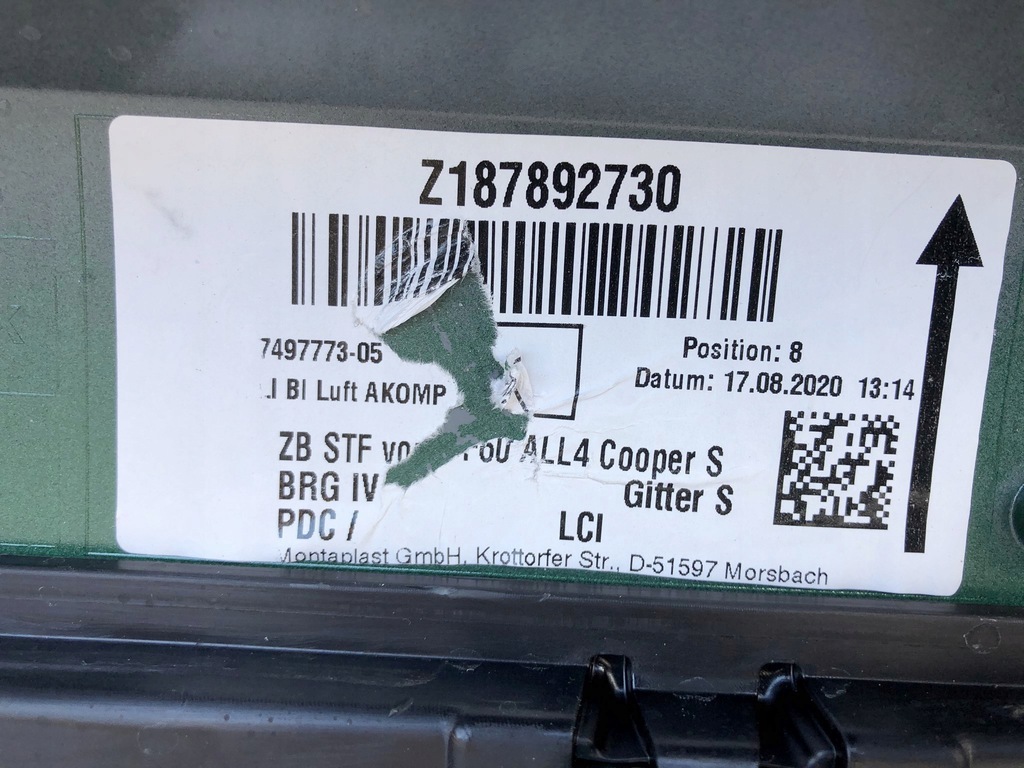 Z187892730
7497773-05
Position: 8
BI Luft AKOMP
Datum: 17.08.2020 13:14
ZB STF ALL4 Cooper S
BRG IV Gitter S
PDC / LCI
Montaplast GmbH, Krottorfer Str., D-51597 Morsbach